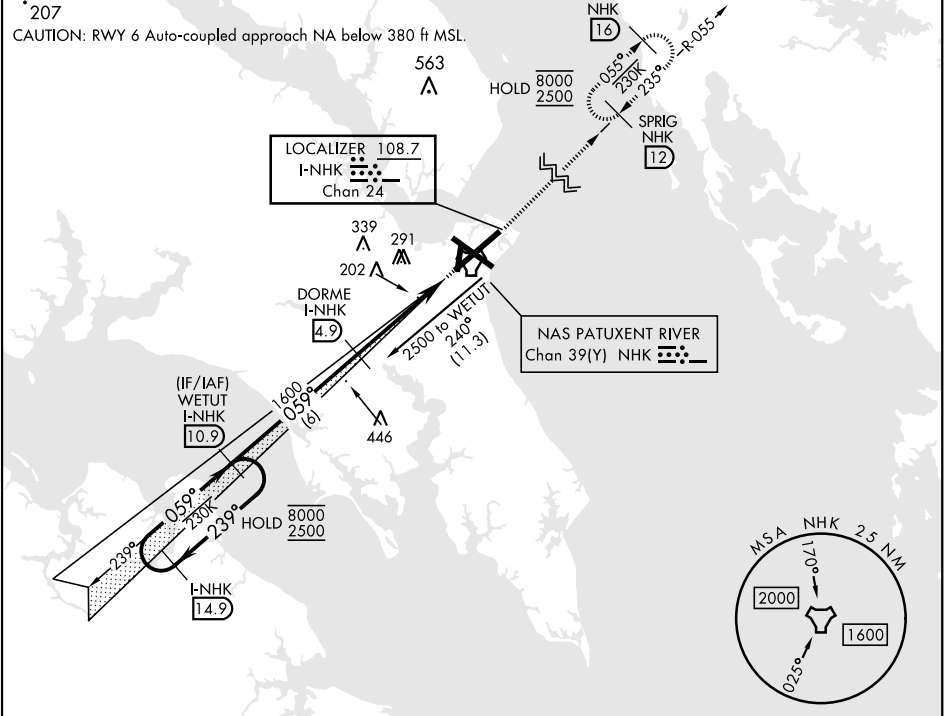 207
CAUTION: RWY 6 Auto-coupled approach NA below 380 ft MSL.
563
NHK
16
R-055
055°
230K
235°
HOLD 8000
2500
SPRIG
NHK
12
LOCALIZER 108.7
I-NHK
Chan 24
339
291
202
DORME
I-NHK
4.9
2500 to WETUT
240°
(11.3)
NAS PATUXENT RIVER
Chan 39(Y) NHK
(IF/IAF)
WETUT
I-NHK
10.9
1600
059°
(6)
446
059°
230K
239°
HOLD 8000
2500
239°
I-NHK
14.9
MSA NHK 25 NM
170°
2000
1600
025°